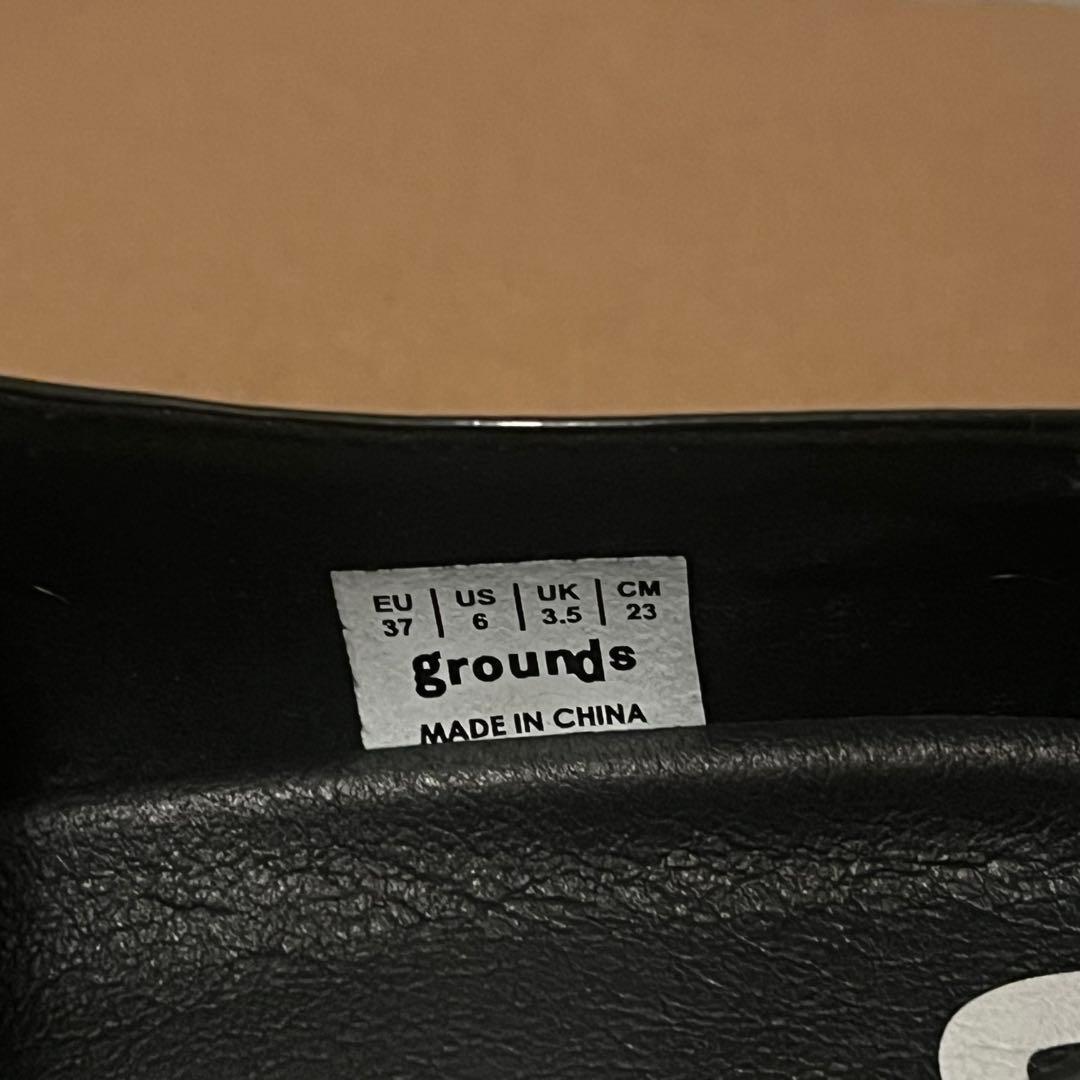 EU | US | UK | CM
37 | 6 | 3.5 | 23
grounds
MADE IN CHINA